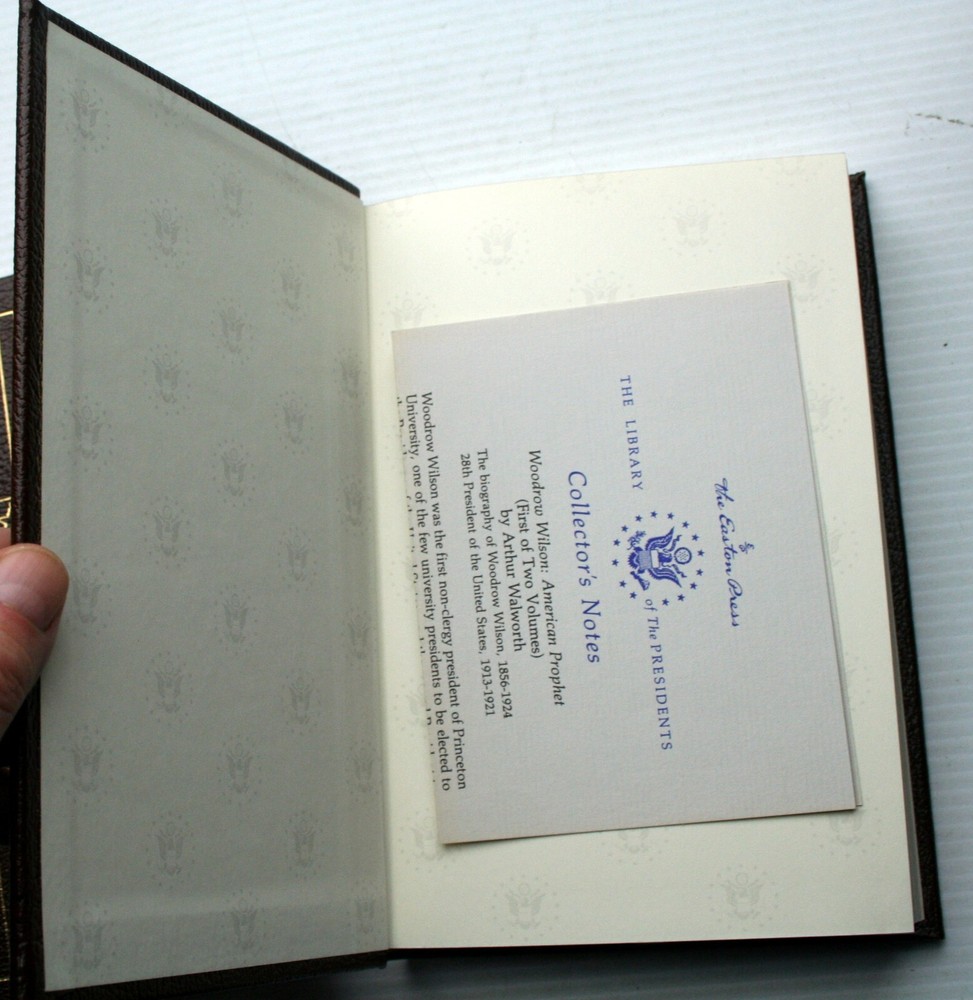 The Easton Press
THE LIBRARY of The PRESIDENTS
Collector's Notes
Woodrow Wilson: American Prophet
(First of Two Volumes)
by Arthur Walworth
The biography of Woodrow Wilson, 1856-1924
28th President of the United States, 1913-1921
Woodrow Wilson was the first non-clergy president of Princeton
University, one of the few university presidents to be elected to